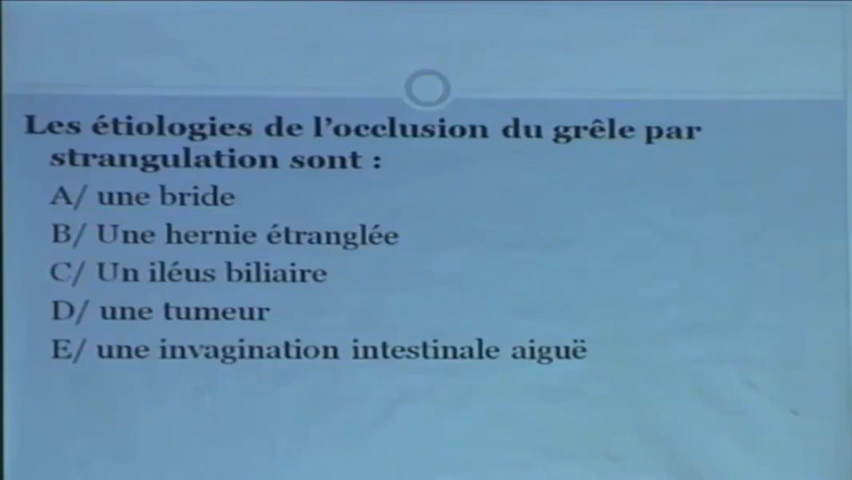 Les étiologies de l'occlusion du grêle par
strangulation sont :
A/ une bride
B/ Une hernie étranglée
C/ Un iléus biliaire
D/ une tumeur
E/ une invagination intestinale aiguë